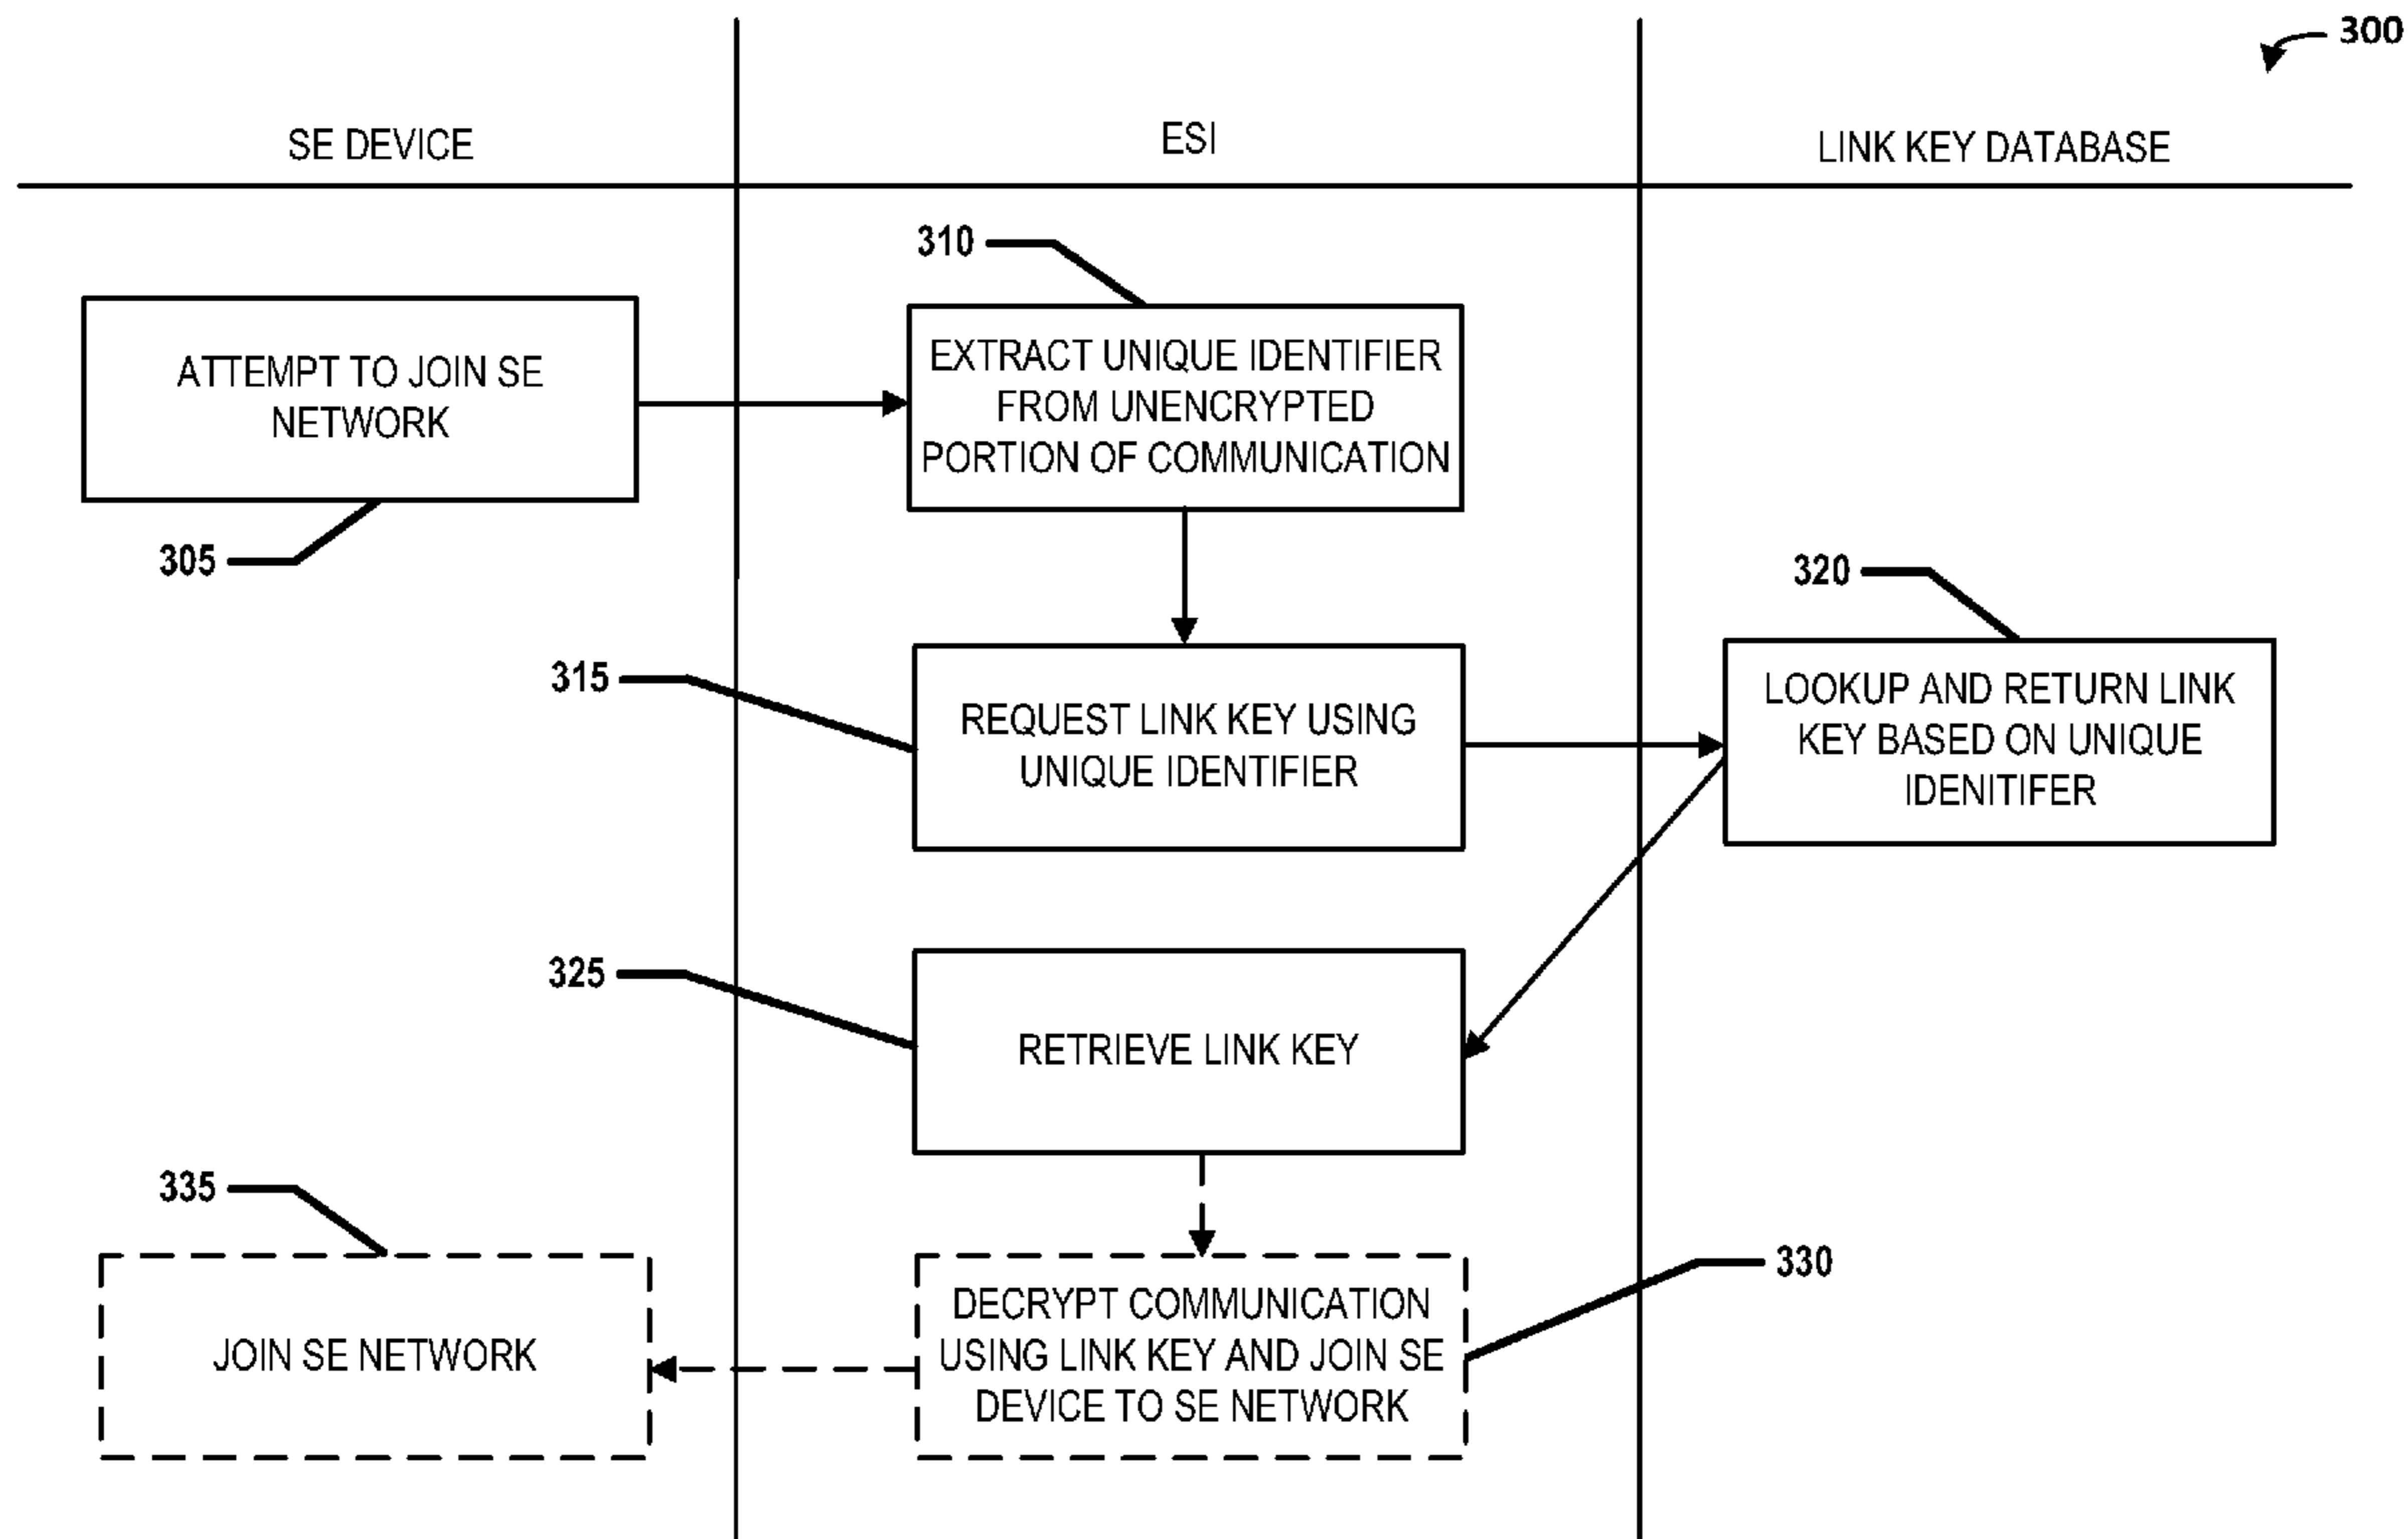 300
SE DEVICE
ESI
LINK KEY DATABASE
310
ATTEMPT TO JOIN SE
NETWORK
305
EXTRACT UNIQUE IDENTIFIER
FROM UNENCRYPTED
PORTION OF COMMUNICATION
320
315
REQUEST LINK KEY USING
UNIQUE IDENTIFIER
LOOKUP AND RETURN LINK
KEY BASED ON UNIQUE
IDENITIFER
325
RETRIEVE LINK KEY
335
330
JOIN SE NETWORK
DECRYPT COMMUNICATION
USING LINK KEY AND JOIN SE
DEVICE TO SE NETWORK